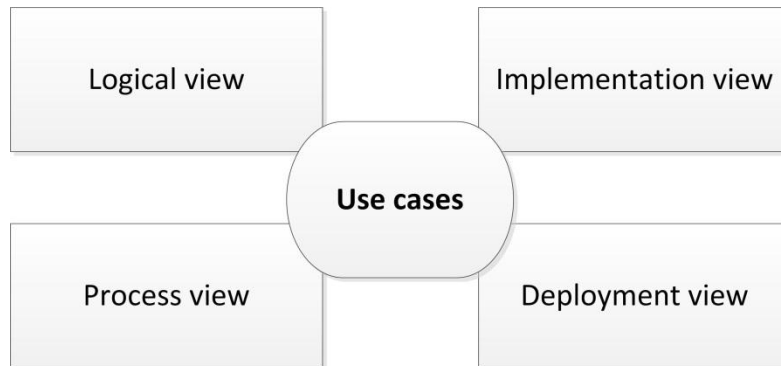 Logical view
Implementation view
Use cases
Process view
Deployment view